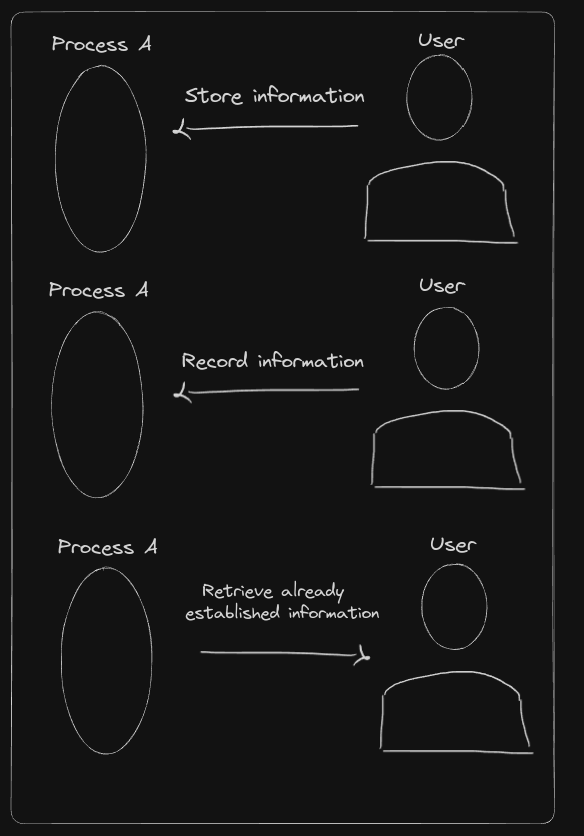 Process A
User
Store information
Process A
User
Record information
Process A
User
Retrieve already
established information